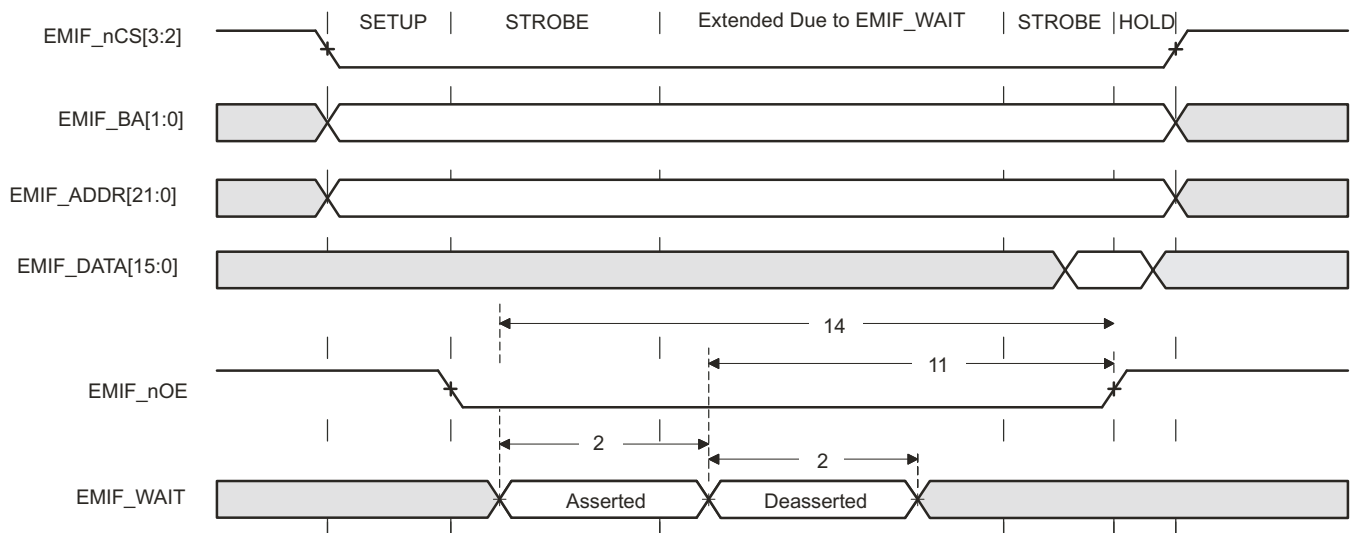 SETUP | STROBE | Extended Due to EMIF_WAIT | STROBE | HOLD
EMIF_nCS[3:2]
EMIF_BA[1:0]
EMIF_ADDR[21:0]
EMIF_DATA[15:0]
14
11
EMIF_nOE
2
2
EMIF_WAIT Asserted Deasserted